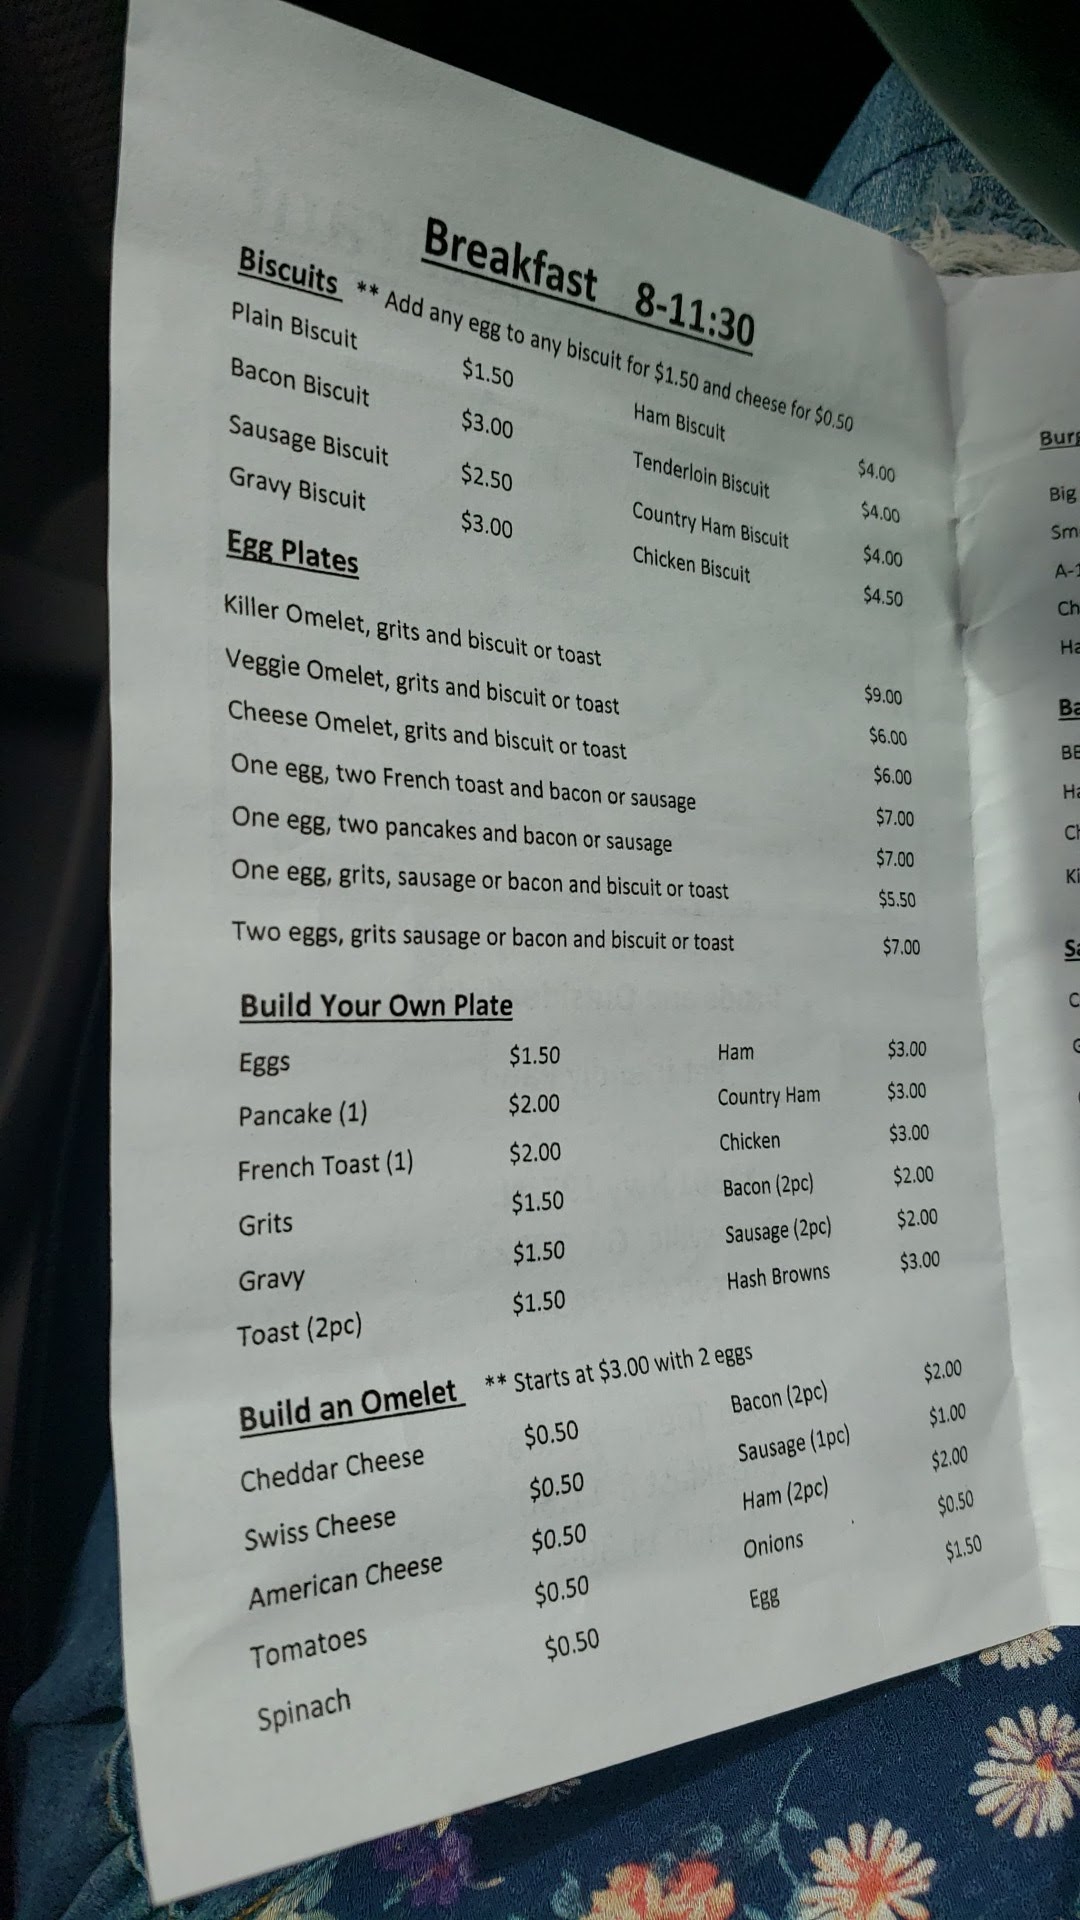 Breakfast 8-11:30
Biscuits ** Add any egg to any biscuit for $1.50 and cheese for $0.50
Plain Biscuit $1.50 Ham Biscuit $4.00
Bacon Biscuit $3.00 Tenderloin Biscuit $4.00
Sausage Biscuit $2.50 Country Ham Biscuit $4.00
Gravy Biscuit $3.00 Chicken Biscuit $4.50
Egg Plates
Killer Omelet, grits and biscuit or toast $9.00
Veggie Omelet, grits and biscuit or toast $6.00
Cheese Omelet, grits and biscuit or toast $6.00
One egg, two French toast and bacon or sausage $7.00
One egg, two pancakes and bacon or sausage $7.00
One egg, grits, sausage or bacon and biscuit or toast $5.50
Two eggs, grits sausage or bacon and biscuit or toast $7.00
Build Your Own Plate
Eggs $1.50 Ham $3.00
Pancake (1) $2.00 Country Ham $3.00
French Toast (1) $2.00 Chicken $3.00
Grits $1.50 Bacon (2pc) $2.00
Gravy $1.50 Sausage (2pc) $2.00
Toast (2pc) $1.50 Hash Browns $3.00
Build an Omelet ** Starts at $3.00 with 2 eggs
Cheddar Cheese $0.50 Bacon (2pc) $2.00
Swiss Cheese $0.50 Sausage (1pc) $1.00
American Cheese $0.50 Ham (2pc) $2.00
Tomatoes $0.50 Onions $0.50
Spinach $0.50 Egg $1.50
Big